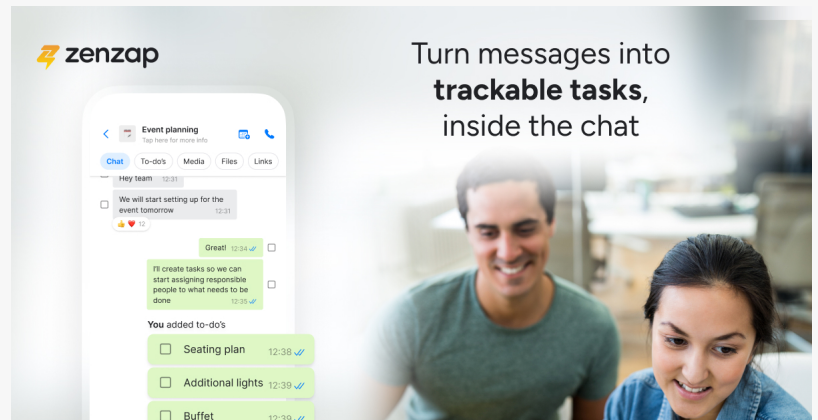 zenzap
Turn messages into
trackable tasks,
inside the chat
Event planning
Tap here for more info
Chat
To-do's
Media
Files
Links
Hey team 12:31
We will start setting up for the
event tomorrow 12:31
👍 ❤️ 12
Great! 12:34
I'll create tasks so we can
start assigning responsible
people to what needs to be
done 12:35
You added to-do's
Seating plan 12:38
Additional lights 12:39
Buffet 12:39